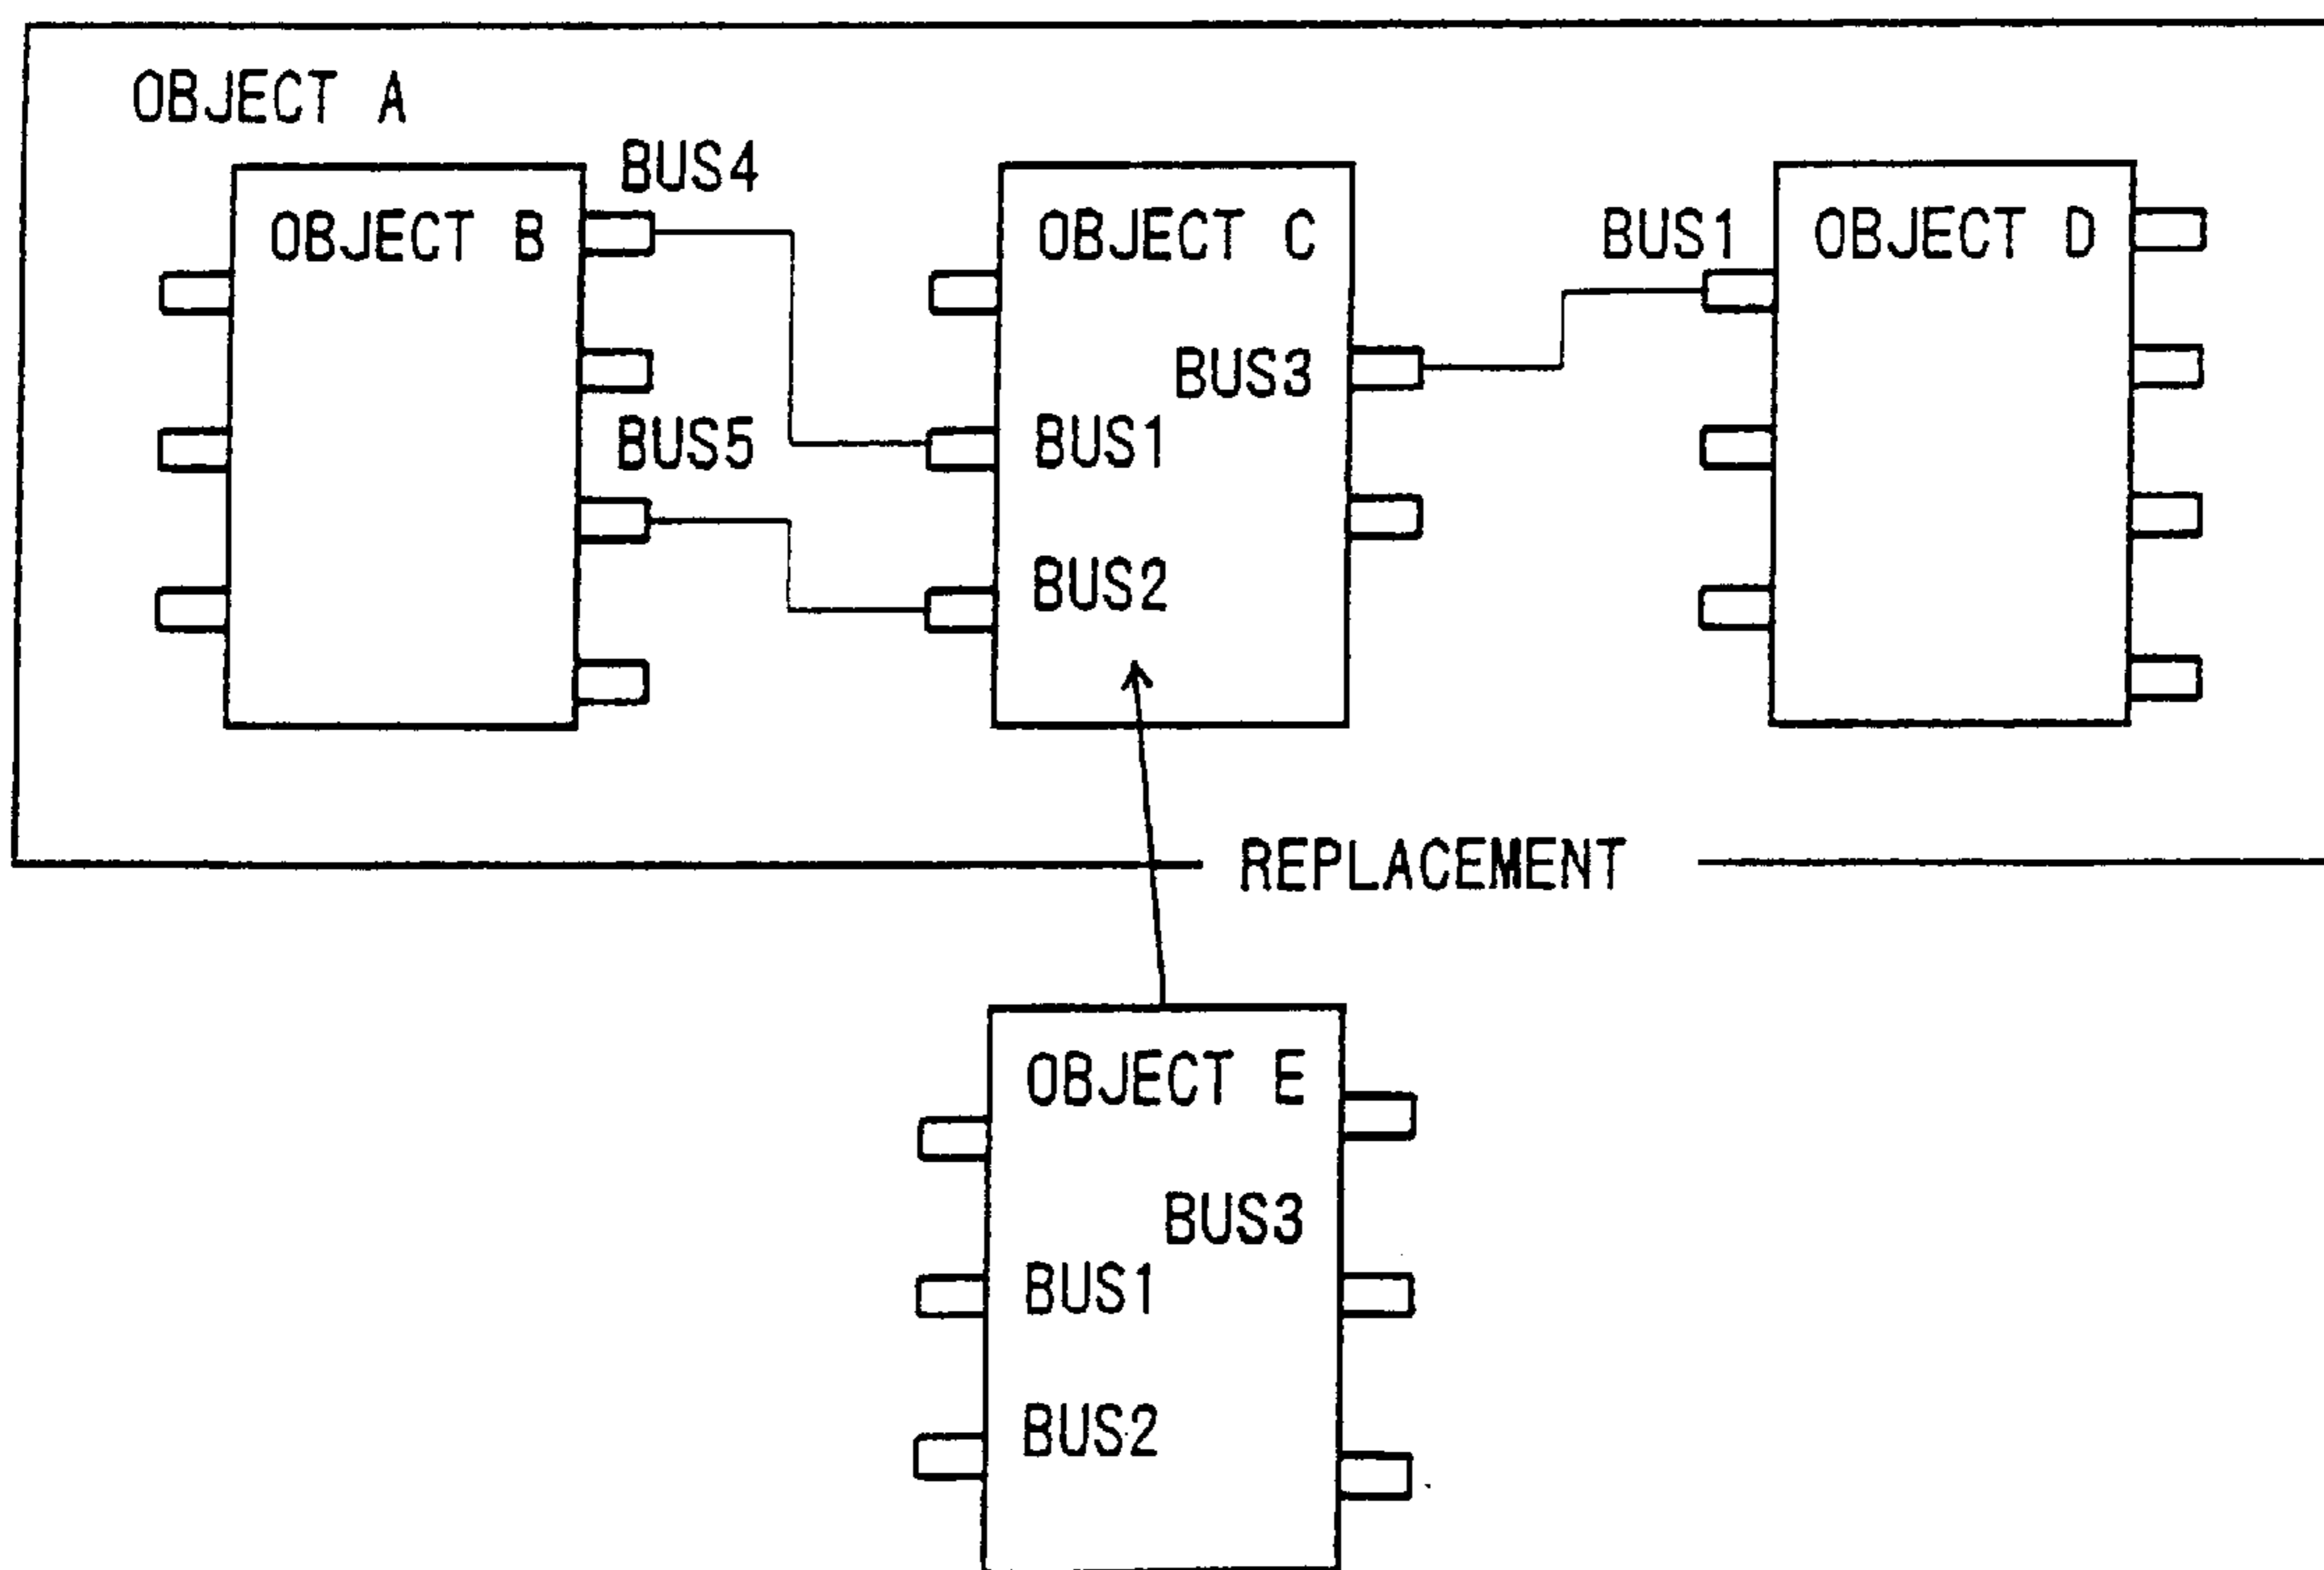 OBJECT A
BUS4
OBJECT B
OBJECT C
BUS1
OBJECT D
BUS3
BUS5
BUS1
BUS2
REPLACEMENT
OBJECT E
BUS3
BUS1
BUS2